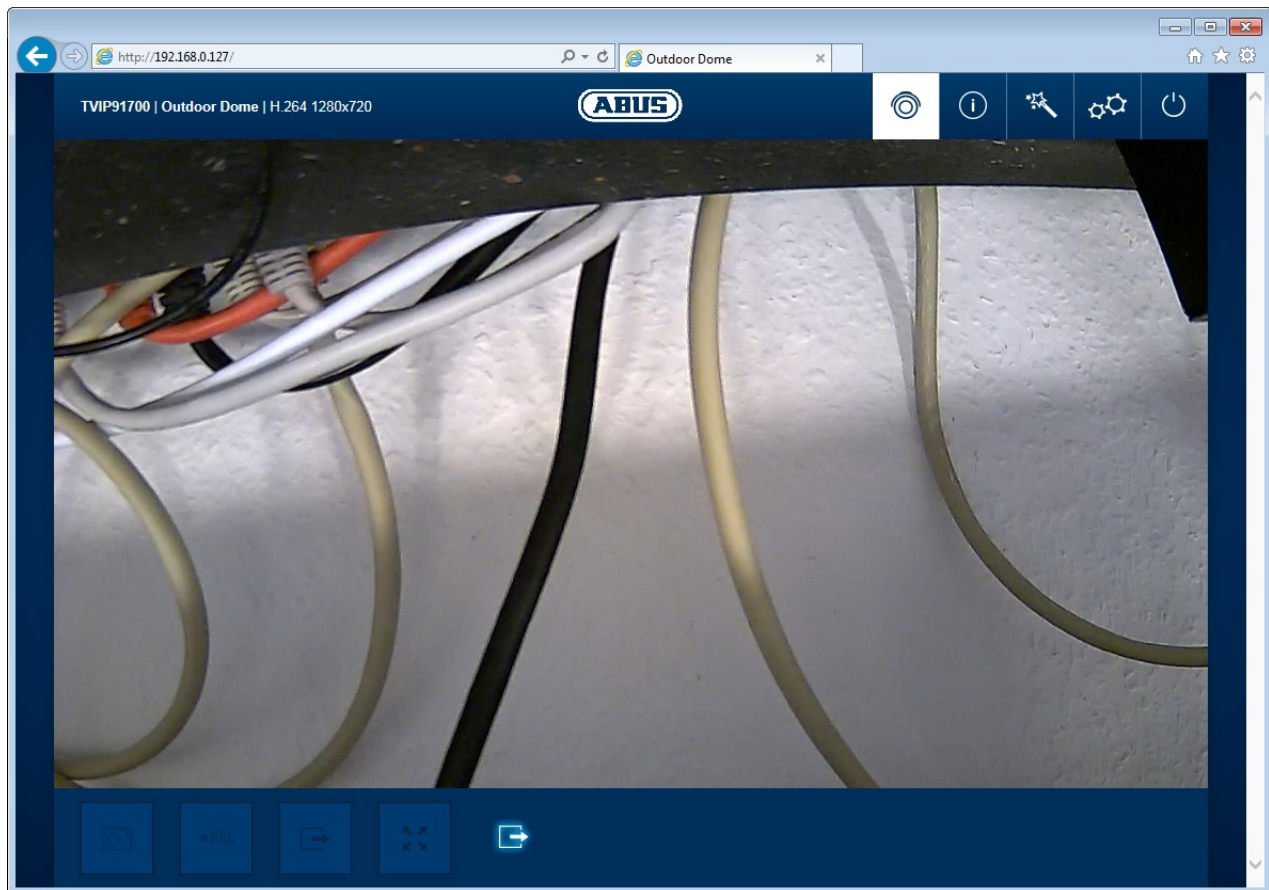 http://192.168.0.127/
Outdoor Dome
TVIP91700 | Outdoor Dome | H.264 1280x720
ABUS
REC